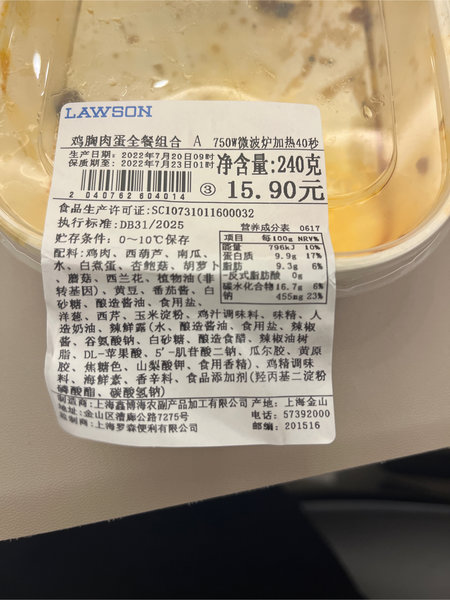 LAWSON
鸡胸肉蛋全餐组合 A 750W微波炉加热40秒
生产日期: 2022年7月20日09时
保质期至: 2022年7月23日01时
净含量:240克
2 040762 604014
③ 15.90元
食品生产许可证:SC10731011600032
执行标准:DB31/2025
贮存条件: 0~10℃保存
营养成分表 0617
项目 每100g NRV%
能量 796kJ 10%
蛋白质 9.9g 17%
脂肪 9.3g 6%
-反式脂肪酸 0g
碳水化合物 16.7g 6%
钠 455mg 23%
配料: 鸡肉、西葫芦、南瓜、
水、白煮蛋、杏鲍菇、胡萝卜
、蘑菇、西兰花、植物油(非
转基因)、黄豆、番茄酱、白
砂糖、酿造酱油、食用盐、
洋葱、西芹、玉米淀粉、鸡汁调味料、味精、人
造奶油、辣鲜露(水、酿造酱油、食用盐、辣椒
酱、谷氨酸钠、白砂糖、酿造食醋、辣椒油树
脂、DL-苹果酸、5'-肌苷酸二钠、瓜尔胶、黄原
胶、焦糖色、山梨酸钾、食用香精)、鸡精调味
料、海鲜素、香辛料、食品添加剂(羟丙基二淀粉
磷酸酯、碳酸氢钠)
制造商:上海鑫博海农副产品加工有限公司 产地: 上海金山
地址: 金山区漕廊公路7275号 电话: 57392000
监制商: 上海罗森便利有限公司 邮编: 201516